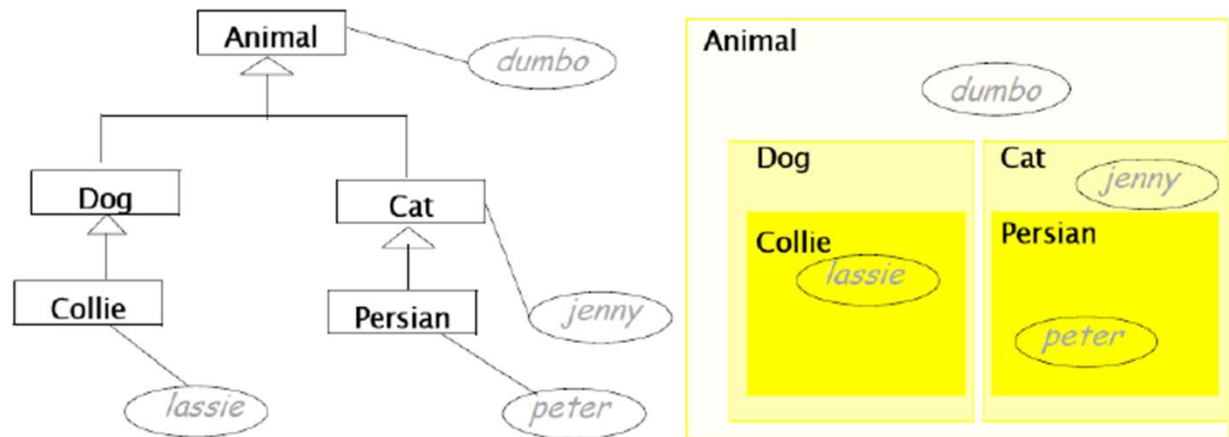 Animal
dumbo
Dog
Cat
Collie
Persian
jenny
lassie
peter
Animal
dumbo
Dog
Cat
jenny
Collie
lassie
Persian
peter